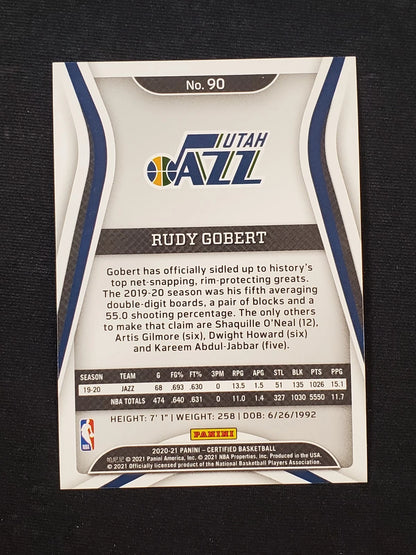 No. 90
UTAH
JAZZ
RUDY GOBERT
Gobert has officially sidled up to history's
top net-snapping, rim-protecting greats.
The 2019-20 season was his fifth averaging
double-digit boards, a pair of blocks and a
55.0 shooting percentage. The only others
to make that claim are Shaquille O'Neal (12),
Artis Gilmore (six), Dwight Howard (six)
and Kareem Abdul-Jabbar (five).
SEASON TEAM G FG% FT% 3PM RPG APG STL BLK PTS PPG
19-20 JAZZ 68 .693 .630 0 13.5 1.5 51 135 1026 15.1
NBA TOTALS 474 .640 .631 0 11.0 1.4 327 1030 5550 11.7
HEIGHT: 7' 1" | WEIGHT: 258 | DOB: 6/26/1992
NBA
PANINI
2020-21 PANINI – CERTIFIED BASKETBALL
© 2021 Panini America, Inc. © 2021 NBA Properties, Inc. Produced in the USA.
© 2021 Officially licensed product of the National Basketball Players Association.